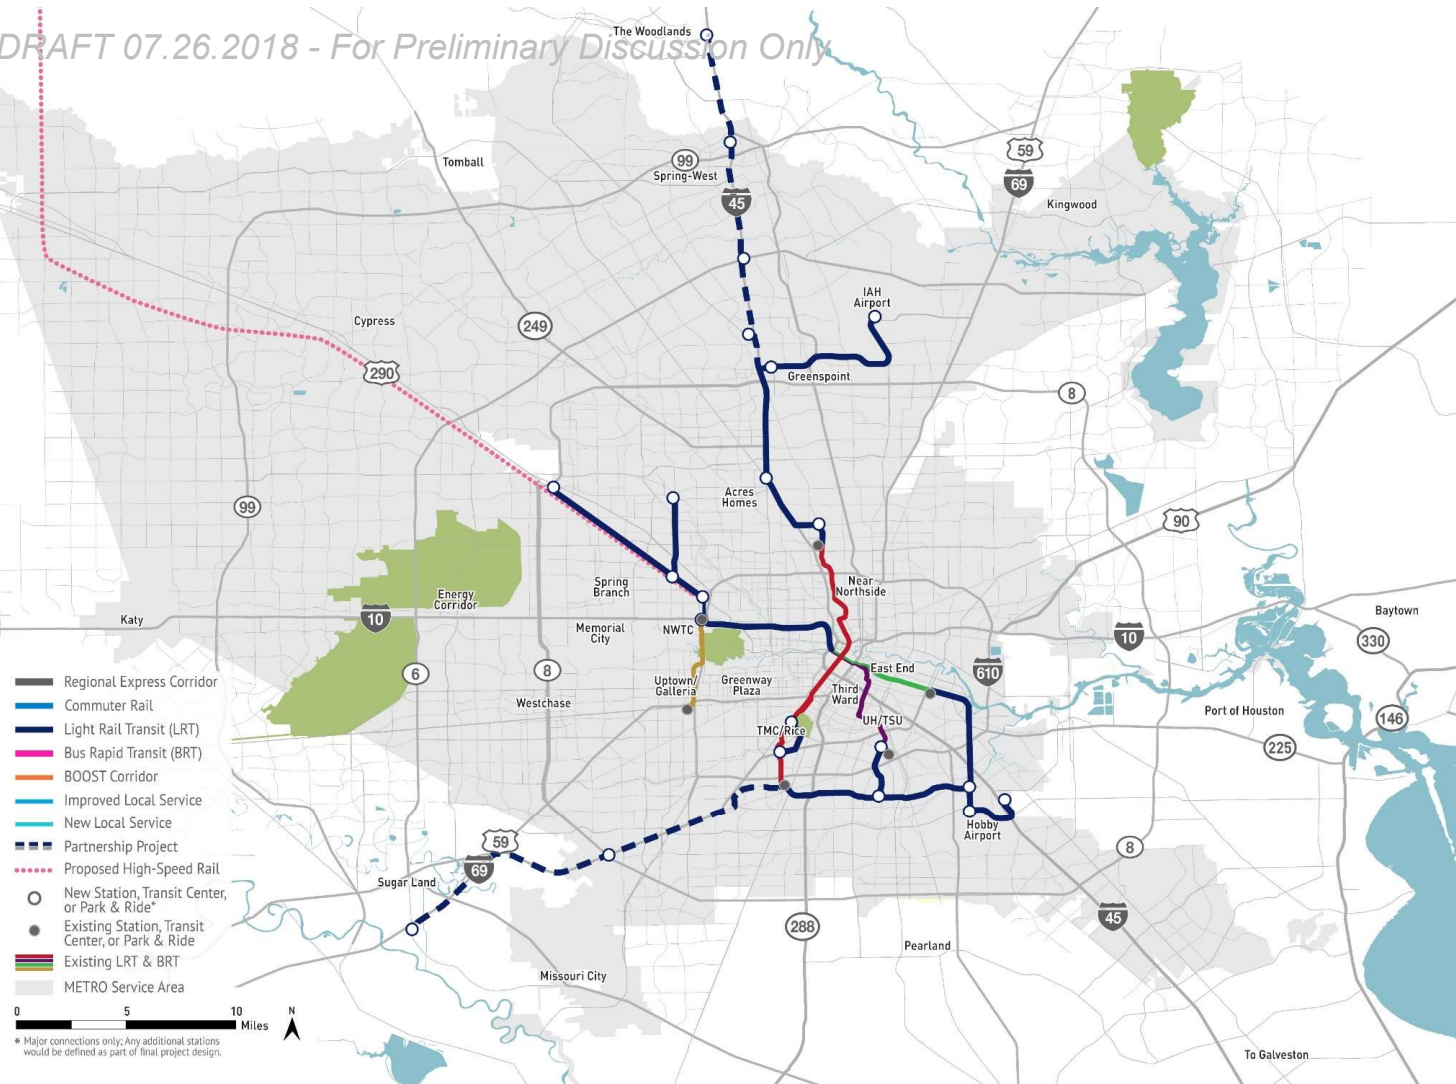 DRAFT 07.26.2018 - For Preliminary Discussion Only
The Woodlands
59
99
Tomball
Spring-West
69
45
Kingwood
IAH
Airport
Cypress
249
290
Greenspoint
8
Acres
Homes
99
90
Near
Northside
Spring
Branch
Energy
Corridor
Katy
10
Memorial
City
NWTC
10
Baytown
330
6
8
East End
610
Uptown/
Galleria
Greenway
Plaza
Westchase
Third
Ward
Port of Houston
146
TMC/Rice
UH/TSU
225
Hobby
Airport
59
69
8
Sugar Land
288
45
Pearland
Missouri City
To Galveston
Regional Express Corridor
Commuter Rail
Light Rail Transit (LRT)
Bus Rapid Transit (BRT)
BOOST Corridor
Improved Local Service
New Local Service
Partnership Project
Proposed High-Speed Rail
New Station, Transit Center,
or Park & Ride*
Existing Station, Transit
Center, or Park & Ride
Existing LRT & BRT
METRO Service Area
0 5 10
Miles
N
* Major connections only; Any additional stations
would be defined as part of final project design.